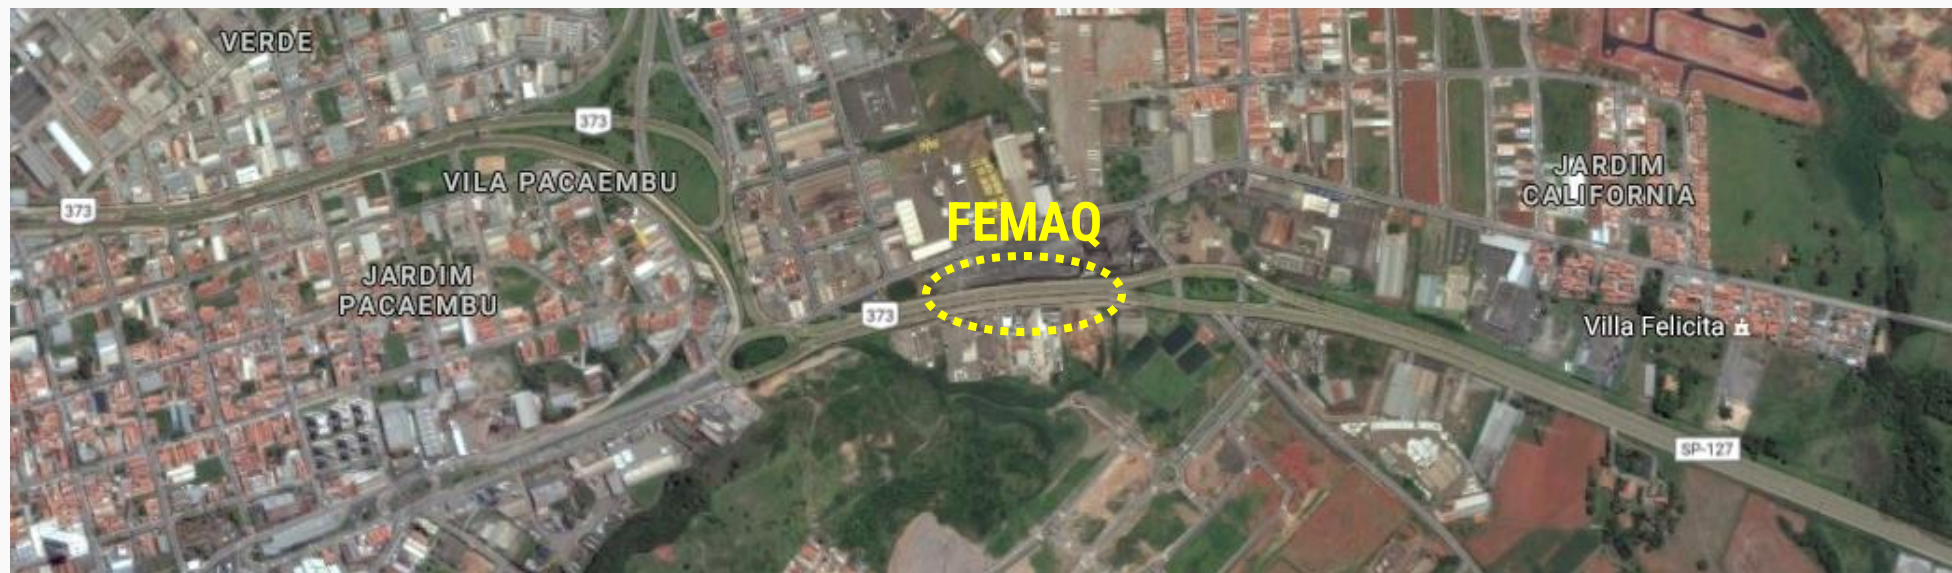 VERDE
373
VILA PACAEMBU
373
JARDIM
CALIFORNIA
FEMAQ
JARDIM
PACAEMBU
373
Villa Felicita
SP-127